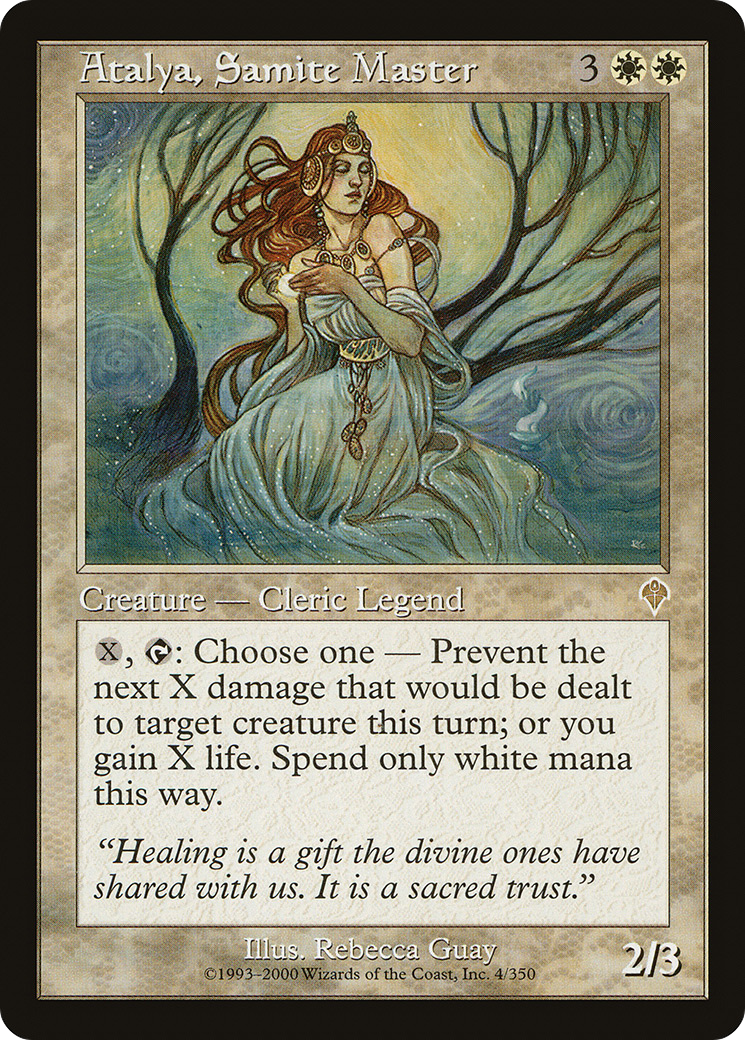 Atalya, Samite Master 3
Creature — Cleric Legend
X, : Choose one — Prevent the
next X damage that would be dealt
to target creature this turn; or you
gain X life. Spend only white mana
this way.
“Healing is a gift the divine ones have
shared with us. It is a sacred trust.”
Illus. Rebecca Guay
©1993–2000 Wizards of the Coast, Inc. 4/350
2/3